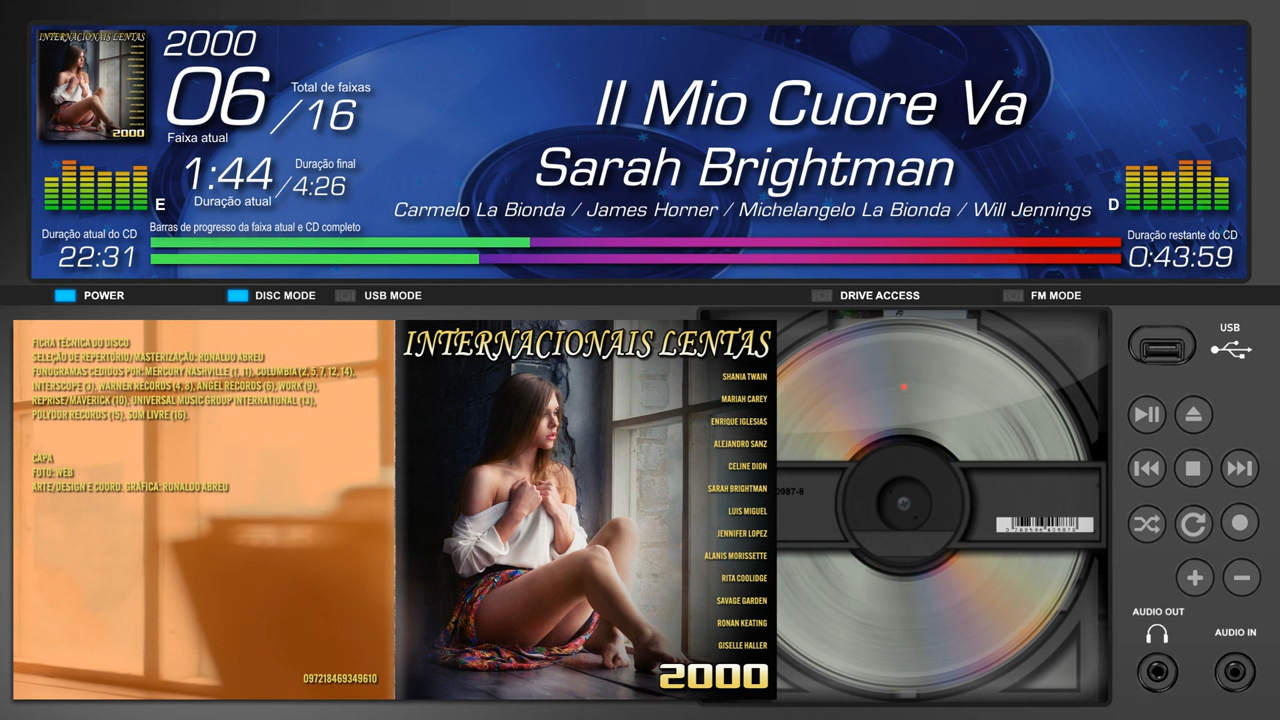 INTERNACIONAIS LENTAS
2000
2000
06
/16
Total de faixas
Faixa atual
1:44
/4:26
Duração final
Duração atual
Il Mio Cuore Va
Sarah Brightman
Carmelo La Bionda / James Horner / Michelangelo La Bionda / Will Jennings
E
D
Duração atual do CD
22:31
Barras de progresso da faixa atual e CD completo
Duração restante do CD
0:43:59
POWER
DISC MODE
USB MODE
DRIVE ACCESS
FM MODE
FICHA TÉCNICA DO DISCO
SELEÇÃO DE REPERTÓRIO/MASTERIZAÇÃO: RONALDO ABREU
FONOGRAMAS CEDIDOS POR: MERCURY NASHVILLE (1, 11), COLUMBIA (2, 5, 7, 12, 14),
INTERSCOPE (3), WARNER RECORDS (4, 8), ANGEL RECORDS (6), WORK (9),
REPRISE/MAVERICK (10), UNIVERSAL MUSIC GROUP INTERNATIONAL (13),
POLYDOR RECORDS (15), SOM LIVRE (16).
CAPA
FOTO: WEB
ARTE/DESIGN E COORD. GRÁFICA: RONALDO ABREU
097218469349610
INTERNACIONAIS LENTAS
SHANIA TWAIN
MARIAH CAREY
ENRIQUE IGLESIAS
ALEJANDRO SANZ
CELINE DION
SARAH BRIGHTMAN
LUIS MIGUEL
JENNIFER LOPEZ
ALANIS MORISSETTE
RITA COOLIDGE
SAVAGE GARDEN
RONAN KEATING
GISELLE HALLER
2000
0987-8
USB
AUDIO OUT
AUDIO IN